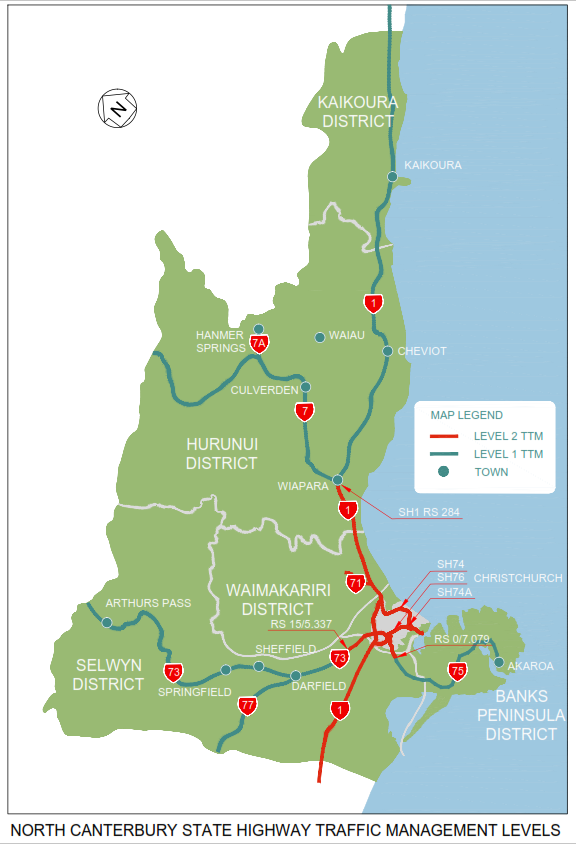 N
KAIKOURA
DISTRICT
KAIKOURA
1
HANMER
SPRINGS
7A
WAIAU
CHEVIOT
CULVERDEN
7
MAP LEGEND
LEVEL 2 TTM
LEVEL 1 TTM
TOWN
HURUNUI
DISTRICT
WIAPARA
1
SH1 RS 284
SH74
SH76
SH74A
CHRISTCHURCH
71
WAIMAKARIRI
DISTRICT
ARTHURS PASS
RS 15/5.337
RS 0/7.079
SHEFFIELD
73
SELWYN
DISTRICT
73
SPRINGFIELD
DARFIELD
75
AKAROA
77
1
BANKS
PENINSULA
DISTRICT
NORTH CANTERBURY STATE HIGHWAY TRAFFIC MANAGEMENT LEVELS